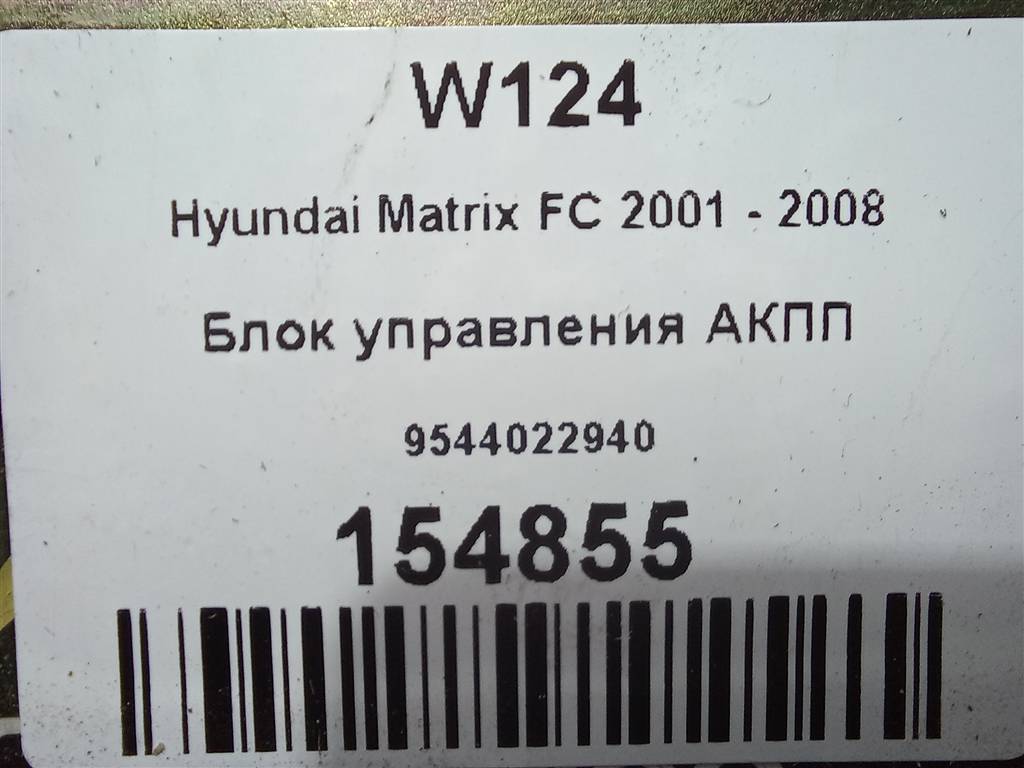 W124
Hyundai Matrix FC 2001 - 2008
Блок управления АКПП
9544022940
154855